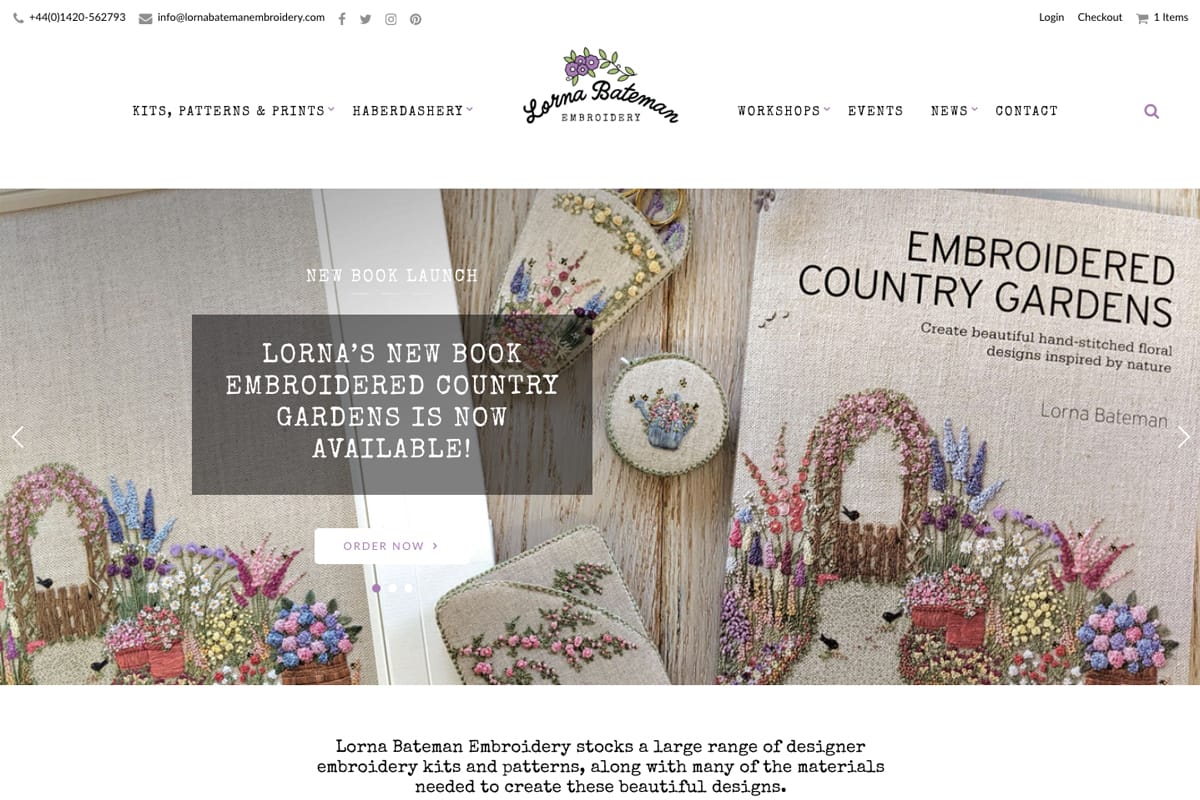 +44(0)1420-562793 info@lornabatemanembroidery.com Login Checkout 1 Items
KITS, PATTERNS & PRINTS HABERDASHERY Lorna Bateman EMBROIDERY WORKSHOPS EVENTS NEWS CONTACT
NEW BOOK LAUNCH
LORNA'S NEW BOOK
EMBROIDERED COUNTRY
GARDENS IS NOW
AVAILABLE!
ORDER NOW
EMBROIDERED
COUNTRY GARDENS
Create beautiful hand-stitched floral
designs inspired by nature
Lorna Bateman
Lorna Bateman Embroidery stocks a large range of designer
embroidery kits and patterns, along with many of the materials
needed to create these beautiful designs.